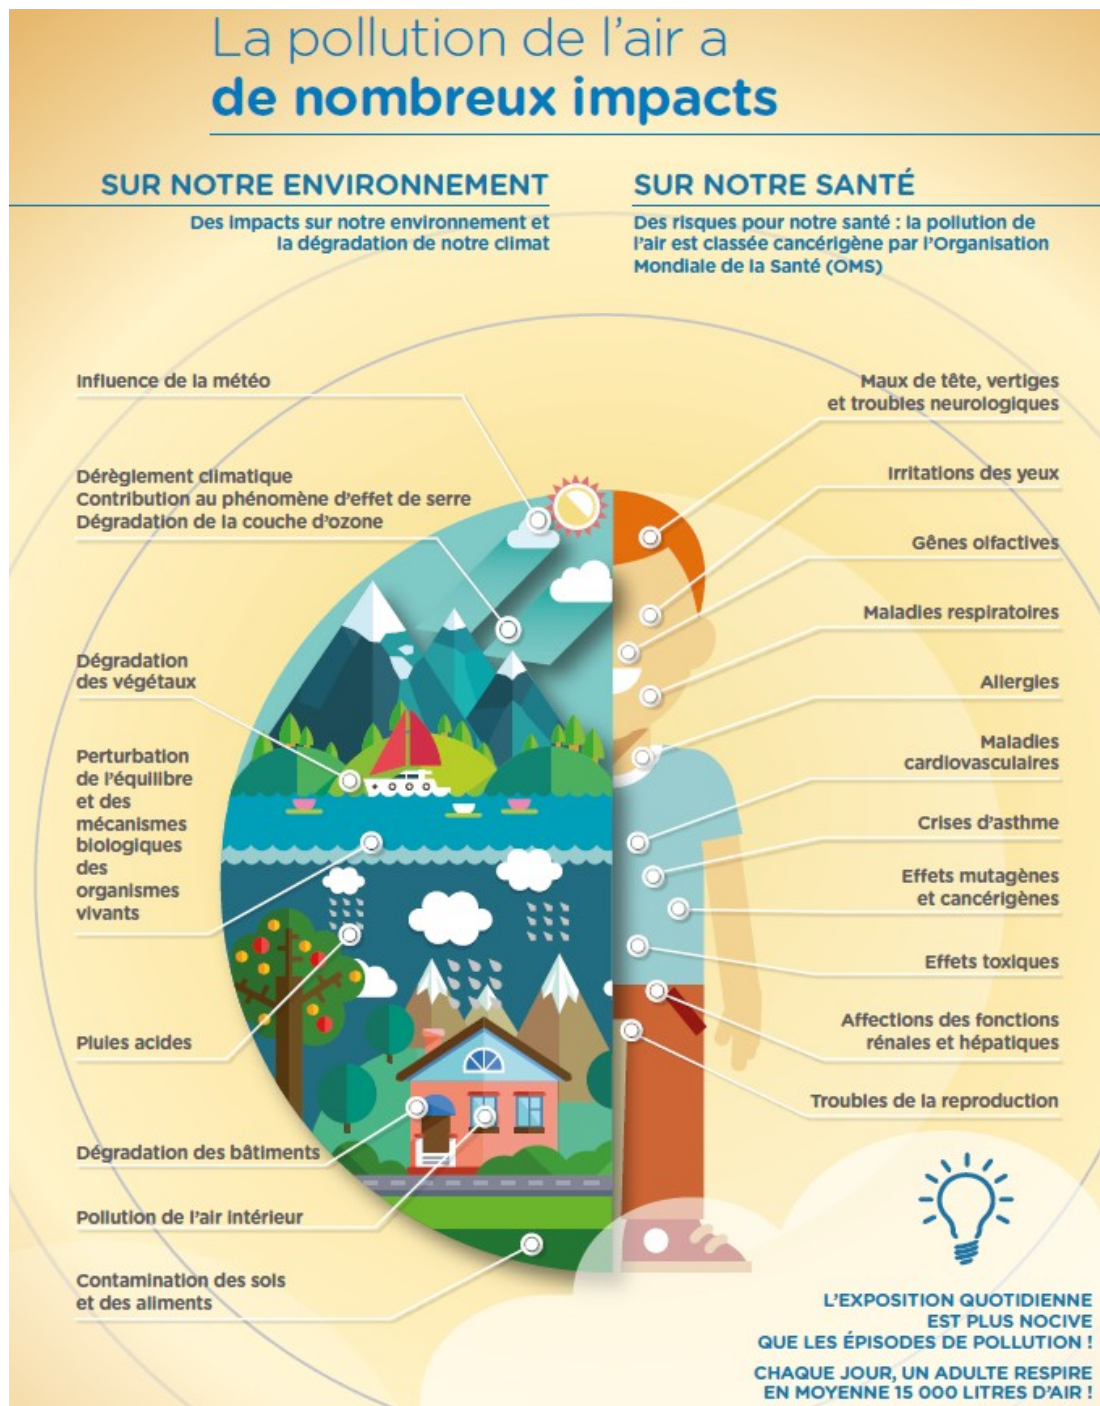 La pollution de l'air a
de nombreux impacts
SUR NOTRE ENVIRONNEMENT
Des impacts sur notre environnement et
la dégradation de notre climat
SUR NOTRE SANTÉ
Des risques pour notre santé : la pollution de
l'air est classée cancérigène par l'Organisation
Mondiale de la Santé (OMS)
Influence de la météo
Dérèglement climatique
Contribution au phénomène d'effet de serre
Dégradation de la couche d'ozone
Dégradation
des végétaux
Perturbation
de l'équilibre
et des
mécanismes
biologiques
des
organismes
vivants
Pluies acides
Dégradation des bâtiments
Pollution de l'air intérieur
Contamination des sols
et des aliments
Maux de tête, vertiges
et troubles neurologiques
Irritations des yeux
Gênes olfactives
Maladies respiratoires
Allergies
Maladies
cardiovasculaires
Crises d'asthme
Effets mutagènes
et cancérigènes
Effets toxiques
Affections des fonctions
rénales et hépatiques
Troubles de la reproduction
L'EXPOSITION QUOTIDIENNE
EST PLUS NOCIVE
QUE LES ÉPISODES DE POLLUTION !
CHAQUE JOUR, UN ADULTE RESPIRE
EN MOYENNE 15 000 LITRES D'AIR !